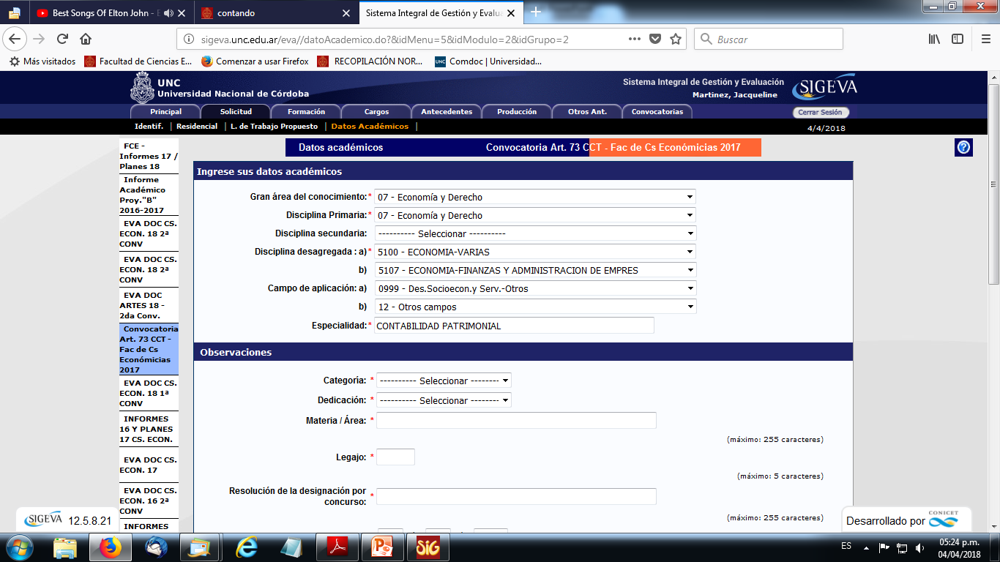 Best Songs Of Elton John - E
contando
Sistema Integral de Gestión y Evalua
sigeva.unc.edu.ar/eva//datoAcademico.do?&idMenu=5&idModulo=2&idGrupo=2
Buscar
Más visitados
Facultad de Ciencias E...
Comenzar a usar Firefox
RECOPILACIÓN NOR...
Comdoc | Universidad...
UNC
Universidad Nacional de Córdoba
Sistema Integral de Gestión y Evaluación
Martinez, Jacqueline
SIGEVA
Principal
Solicitud
Formación
Cargos
Antecedentes
Producción
Otros Ant.
Convocatorias
Cerrar Sesión
Identif. | Residencial | L. de Trabajo Propuesto | Datos Académicos |
4/4/2018
FCE -
Informes 17 /
Planes 18
Informe
Académico
Proy."B"
2016-2017
EVA DOC CS.
ECON. 18 2ª
CONV
EVA DOC CS.
ECON. 18 2ª
CONV
EVA DOC
ARTES 18 -
2da Conv.
Convocatoria
Art. 73 CCT -
Fac de Cs
Económicias
2017
EVA DOC CS.
ECON. 18 1ª
CONV
INFORMES
16 Y PLANES
17 CS. ECON.
EVA DOC CS.
ECON. 17
EVA DOC CS.
ECON. 16 2ª
CONV
INFORMES
Datos académicos
Convocatoria Art. 73 CCT - Fac de Cs Económicias 2017
Ingrese sus datos académicos
Gran área del conocimiento:* 07 - Economía y Derecho
Disciplina Primaria:* 07 - Economía y Derecho
Disciplina secundaria: ---------- Seleccionar ----------
Disciplina desagregada : a)* 5100 - ECONOMIA-VARIAS
b) 5107 - ECONOMIA-FINANZAS Y ADMINISTRACION DE EMPRES
Campo de aplicación: a) 0999 - Des.Socioecon.y Serv.-Otros
b) 12 - Otros campos
Especialidad:* CONTABILIDAD PATRIMONIAL
Observaciones
Categoría: * ---------- Seleccionar --------
Dedicación: * ---------- Seleccionar --------
Materia / Área: *
(máximo: 255 caracteres)
Legajo: *
(máximo: 5 caracteres)
Resolución de la designación por
concurso: *
(máximo: 255 caracteres)
SIGEVA 12.5.8.21
Desarrollado por CONICET
SiG
ES
05:24 p.m.
04/04/2018